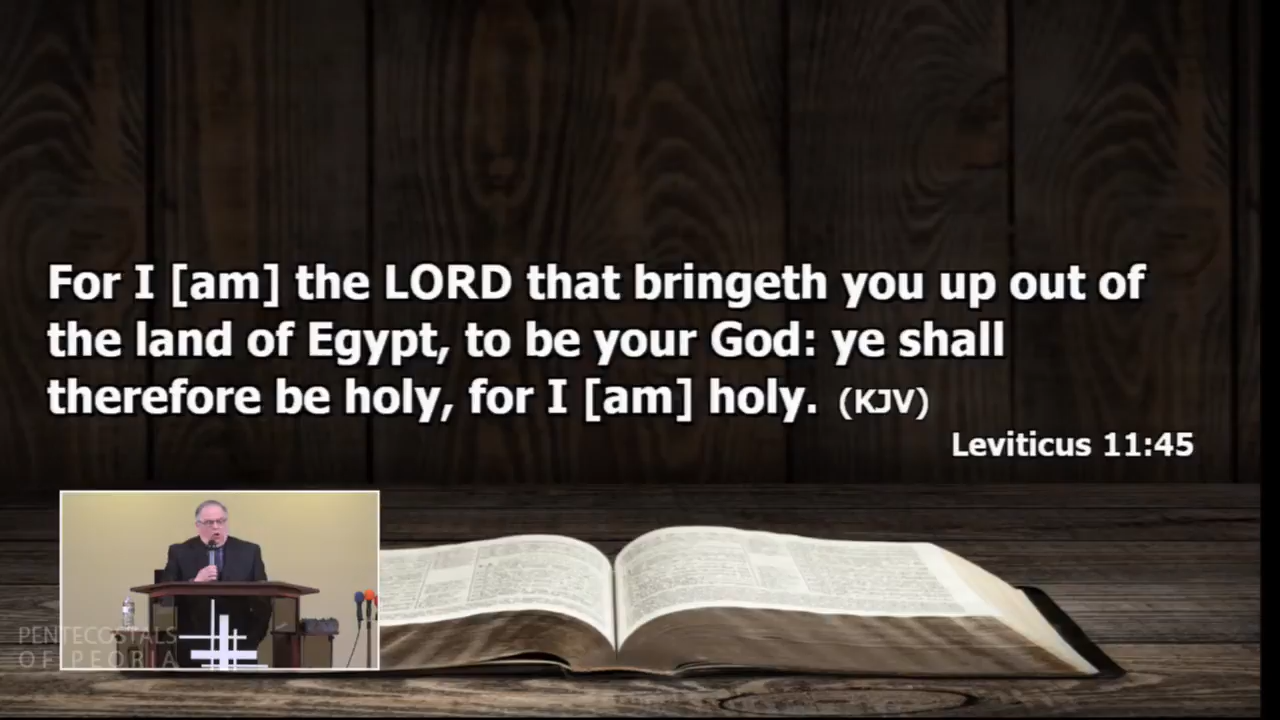 For I [am] the LORD that bringeth you up out of
the land of Egypt, to be your God: ye shall
therefore be holy, for I [am] holy. (KJV)
Leviticus 11:45
PENTECOSTALS
OF PEORIA